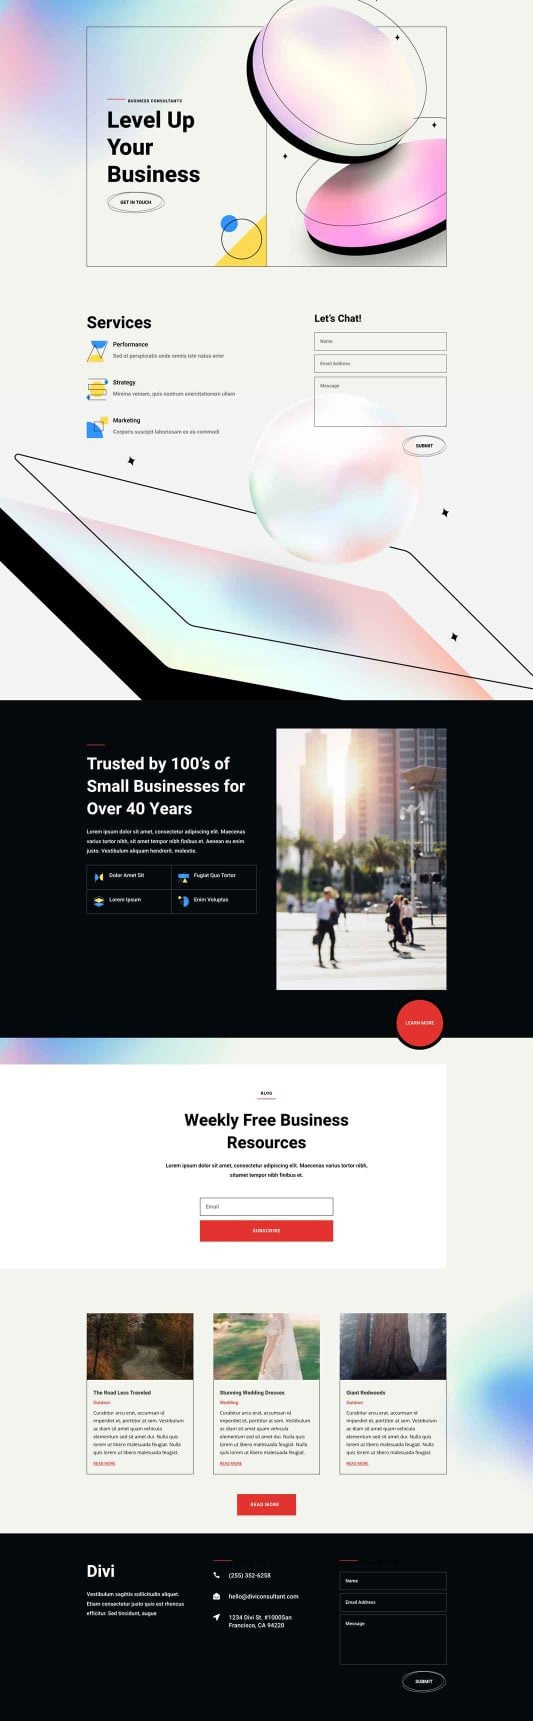 BUSINESS CONSULTANTS
Level Up
Your
Business
GET IN TOUCH
Services
Performance
Sed ut perspiciatis unde omnis iste natus error
Strategy
Minima veniam, quis nostrum exercitationem ullam
Marketing
Corporis suscipit laboriosam ex ea commodi
Let's Chat!
Name
Email Address
Message
SUBMIT
Trusted by 100's of
Small Businesses for
Over 40 Years
Lorem ipsum dolor sit amet, consectetur adipiscing elit. Maecenas
varius tortor nibh, sit amet tempor nibh finibus et. Aenean eu enim
justo. Vestibulum aliquam hendrerit. molestie.
Dolor Amet Sit
Fugiat Quo Tortor
Lorem Ipsum
Enim Voluptas
LEARN MORE
BLOG
Weekly Free Business
Resources
Lorem ipsum dolor sit amet, consectetur adipiscing elit. Maecenas varius tortor nibh,
sitamet tempor nibh finibus et.
Email
SUBSCRIBE
The Road Less Traveled
Outdoor
Curabitur arcu erat, accumsan id
imperdiet et, porttitor at sem. Vestibulum
ac diam sit amet quam vehicula
elementum sed sit amet dui. Nulla quis
lorem ut libero malesuada feugiat. Nulla
quis lorem ut libero malesuada feugiat.
READ MORE
Stunning Wedding Dresses
Wedding
Curabitur arcu erat, accumsan id
imperdiet et, porttitor at sem. Vestibulum
ac diam sit amet quam vehicula
elementum sed sit amet dui. Nulla quis
lorem ut libero malesuada feugiat. Nulla
quis lorem ut libero malesuada feugiat.
READ MORE
Giant Redwoods
Outdoor
Curabitur arcu erat, accumsan id
imperdiet et, porttitor at sem. Vestibulum
ac diam sit amet quam vehicula
elementum sed sit amet dui. Nulla quis
lorem ut libero malesuada feugiat. Nulla
quis lorem ut libero malesuada feugiat.
READ MORE
READ MORE
Divi
Vestibulum sagittis sollicitudin aliquet.
Etiam consectetur justo quis est rhoncus
efficitur. Sed tincidunt, augue
(255) 352-6258
hello@diviconsultant.com
1234 Divi St. #1000San
Francisco, CA 94220
Name
Email Address
Message
SUBMIT